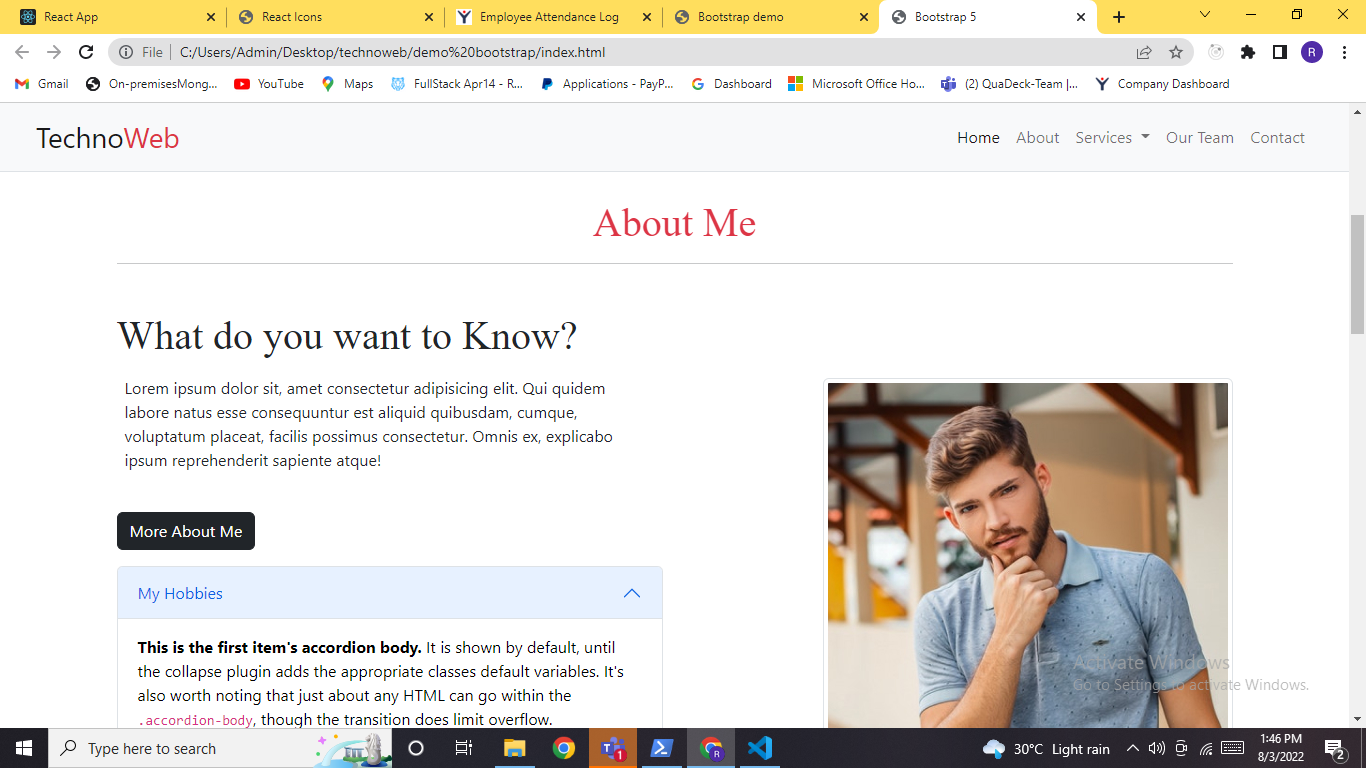 React App
React Icons
Employee Attendance Log
Bootstrap demo
Bootstrap 5
File
C:/Users/Admin/Desktop/technoweb/demo%20bootstrap/index.html
R
Gmail
On-premisesMong...
YouTube
Maps
FullStack Apr14 - R...
Applications - PayP...
Dashboard
Microsoft Office Ho...
(2) QuaDeck-Team |...
Company Dashboard
TechnoWeb
Home
About
Services
Our Team
Contact
About Me
What do you want to Know?
Lorem ipsum dolor sit, amet consectetur adipisicing elit. Qui quidem
labore natus esse consequuntur est aliquid quibusdam, cumque,
voluptatum placeat, facilis possimus consectetur. Omnis ex, explicabo
ipsum reprehenderit sapiente atque!
More About Me
My Hobbies
This is the first item's accordion body. It is shown by default, until
the collapse plugin adds the appropriate classes default variables. It's
also worth noting that just about any HTML can go within the
.accordion-body, though the transition does limit overflow.
Activate Windows
Go to Settings to activate Windows.
Type here to search
1
R
30°C Light rain
1:46 PM
8/3/2022
2